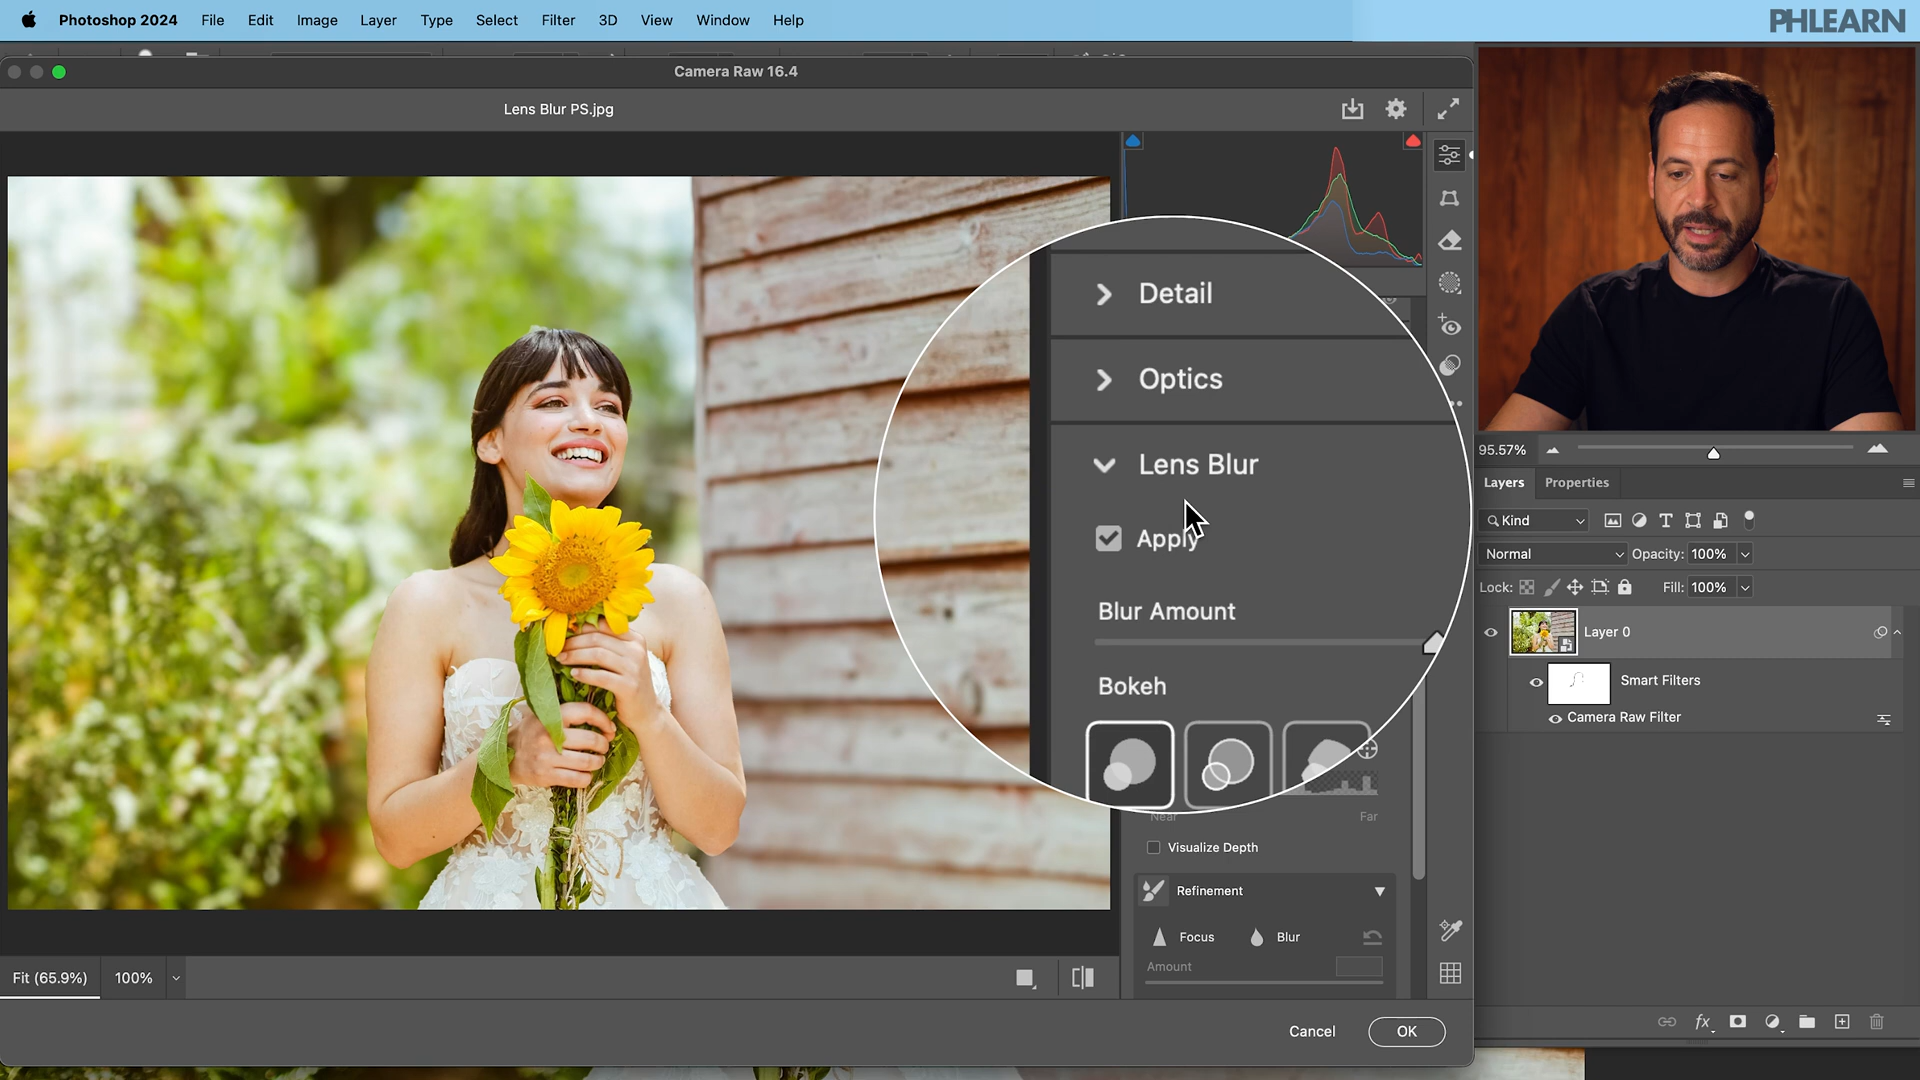 Photoshop 2024 File Edit Image Layer Type Select Filter 3D View Window Help
PHLEARN
Camera Raw 16.4
Lens Blur PS.jpg
Detail
Optics
Lens Blur
Apply
Blur Amount
Bokeh
Near Far
Visualize Depth
Refinement
Focus Blur
Amount
Fit (65.9%) 100%
Cancel OK
95.57%
Layers Properties
Kind
Normal Opacity: 100%
Lock: Fill: 100%
Layer 0
Smart Filters
Camera Raw Filter
fx